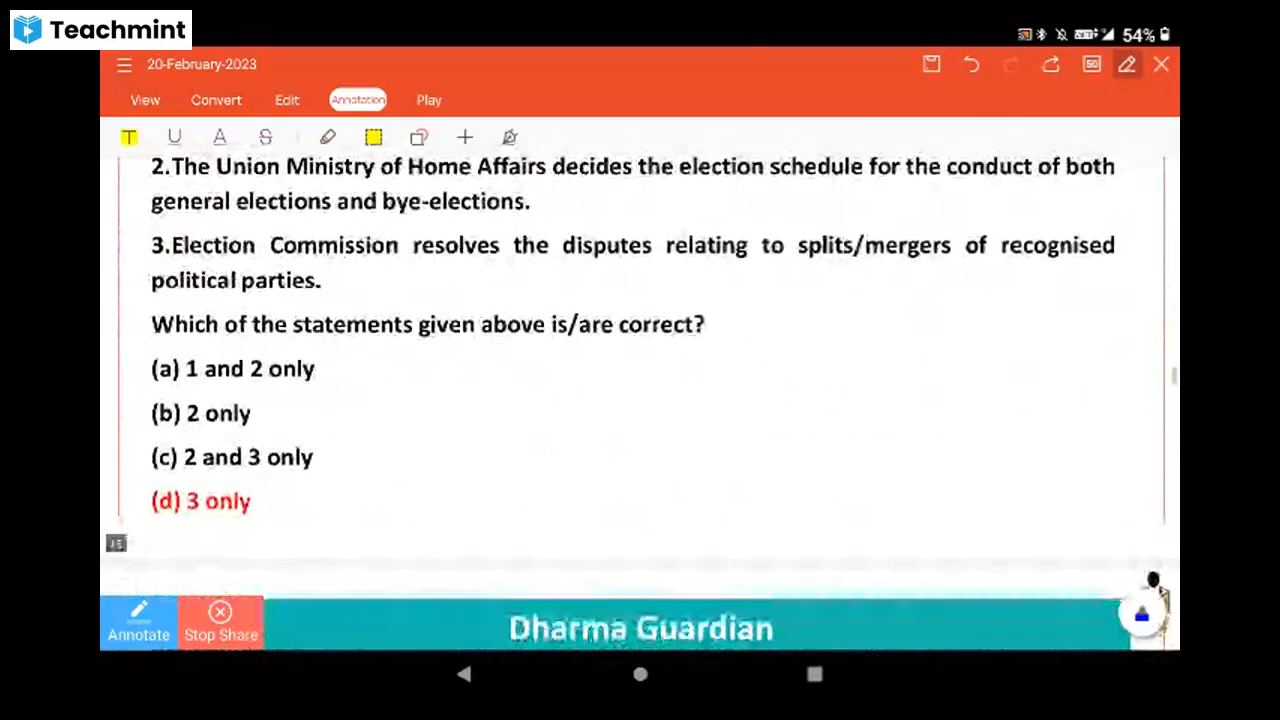 Teachmint
54%
20-February-2023
50
View Convert Edit Annotation Play
T U A S
2.The Union Ministry of Home Affairs decides the election schedule for the conduct of both
general elections and bye-elections.
3.Election Commission resolves the disputes relating to splits/mergers of recognised
political parties.
Which of the statements given above is/are correct?
(a) 1 and 2 only
(b) 2 only
(c) 2 and 3 only
(d) 3 only
Annotate Stop Share
Dharma Guardian